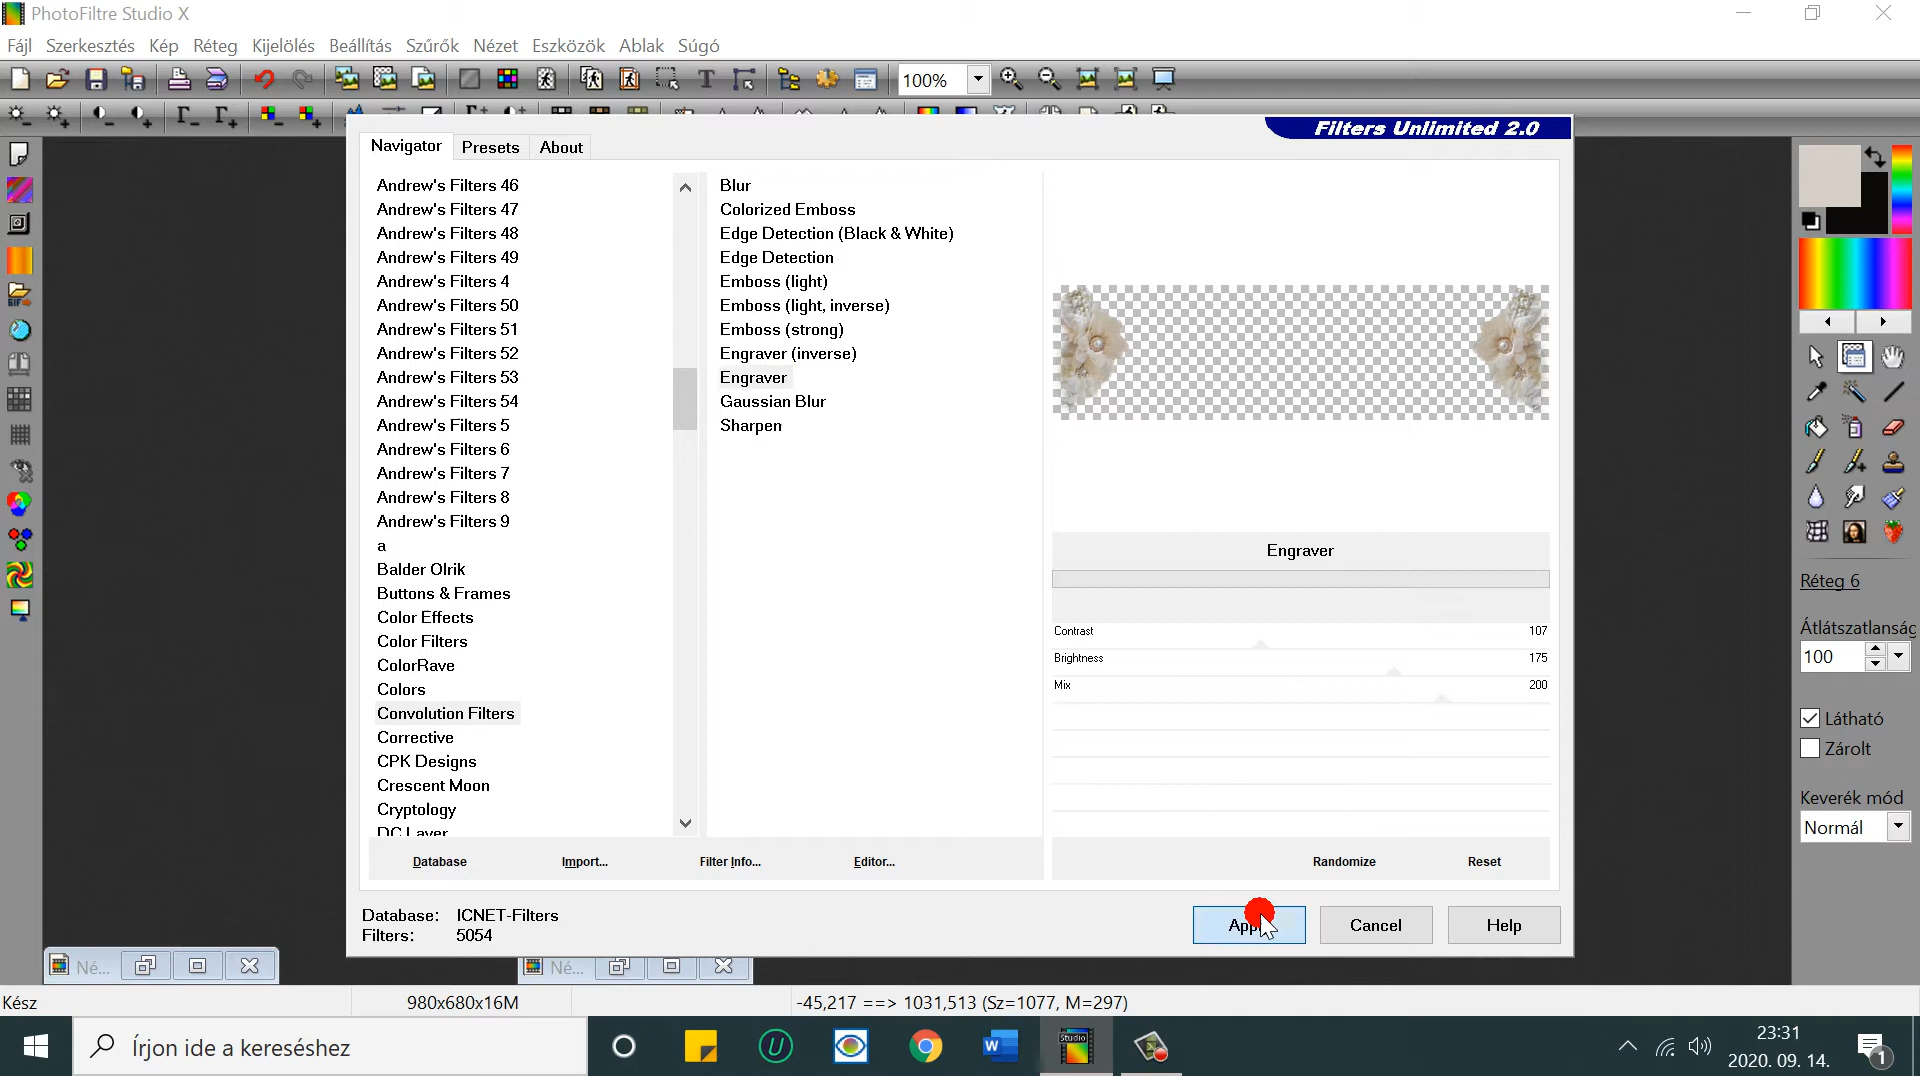 PhotoFiltre Studio X
Fájl Szerkesztés Kép Réteg Kijelölés Beállítás Szűrők Nézet Eszközök Ablak Súgó
100%
Filters Unlimited 2.0
Navigator Presets About
Andrew's Filters 46
Andrew's Filters 47
Andrew's Filters 48
Andrew's Filters 49
Andrew's Filters 4
Andrew's Filters 50
Andrew's Filters 51
Andrew's Filters 52
Andrew's Filters 53
Andrew's Filters 54
Andrew's Filters 5
Andrew's Filters 6
Andrew's Filters 7
Andrew's Filters 8
Andrew's Filters 9
a
Balder Olrik
Buttons & Frames
Color Effects
Color Filters
ColorRave
Colors
Convolution Filters
Corrective
CPK Designs
Crescent Moon
Cryptology
DC Layer
Blur
Colorized Emboss
Edge Detection (Black & White)
Edge Detection
Emboss (light)
Emboss (light, inverse)
Emboss (strong)
Engraver (inverse)
Engraver
Gaussian Blur
Sharpen
Engraver
Contrast 107
Brightness 175
Mix 200
Database Import... Filter Info... Editor... Randomize Reset
Database: ICNET-Filters
Filters: 5054
Cancel Help
Réteg 6
Átlátszatlanság
100
Látható
Zárolt
Keverék mód
Normál
Né... Né...
Kész 980x680x16M -45,217 ==> 1031,513 (Sz=1077, M=297)
Írjon ide a kereséshez
Studio
23:31
2020. 09. 14.
1